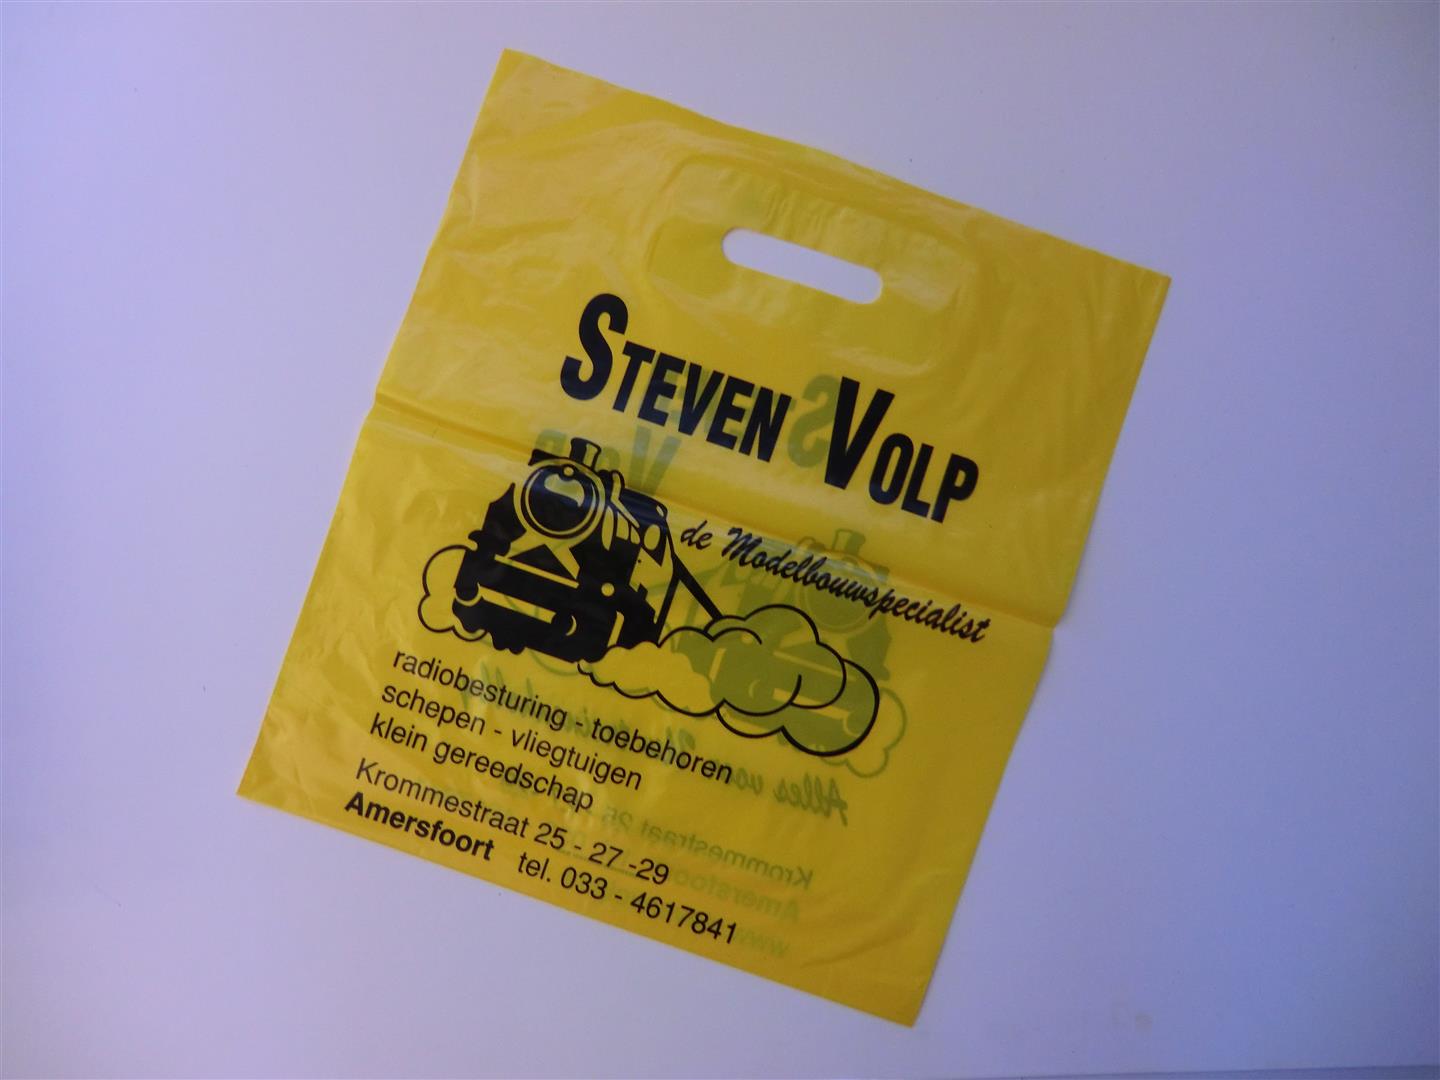 STEVEN VOLP
de Modelbouwspecialist
radiobesturing - toebehoren
schepen - vliegtuigen
klein gereedschap
Krommestraat 25 - 27 -29
Amersfoort tel. 033 - 4617841